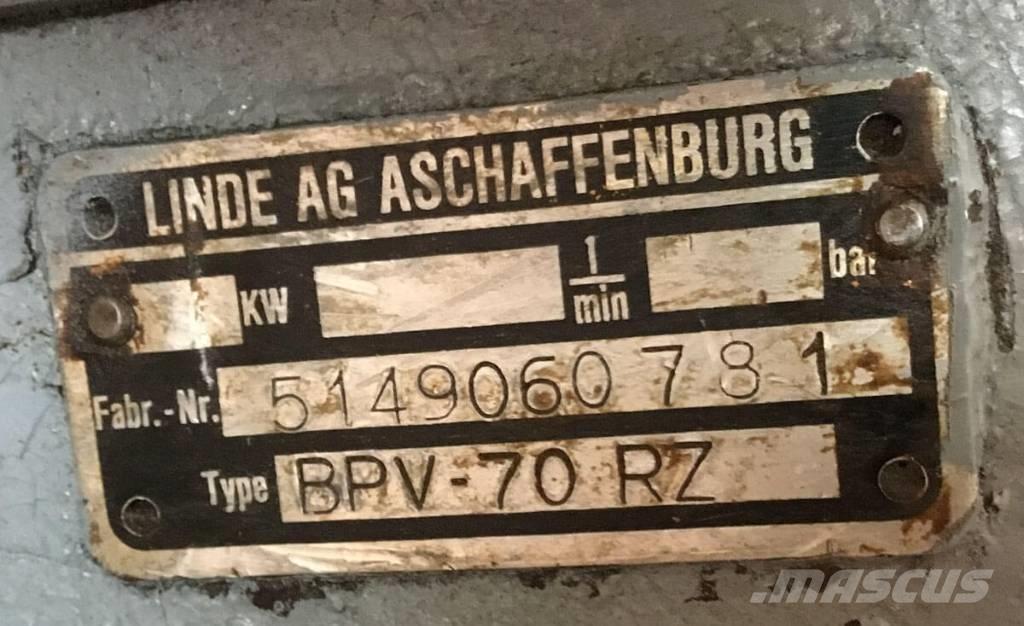 LINDE AG ASCHAFFENBURG
KW 1/min bar
Fabr.-Nr. 5149060 7 8 1
Type BPV-70 RZ
MASCUS